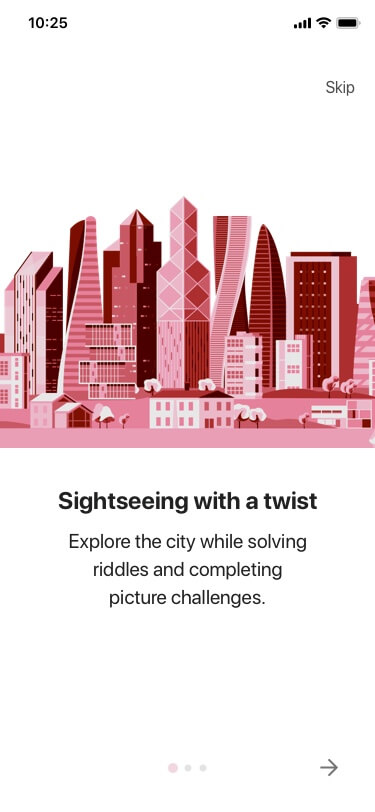 10:25
Skip
Sightseeing with a twist
Explore the city while solving
riddles and completing
picture challenges.